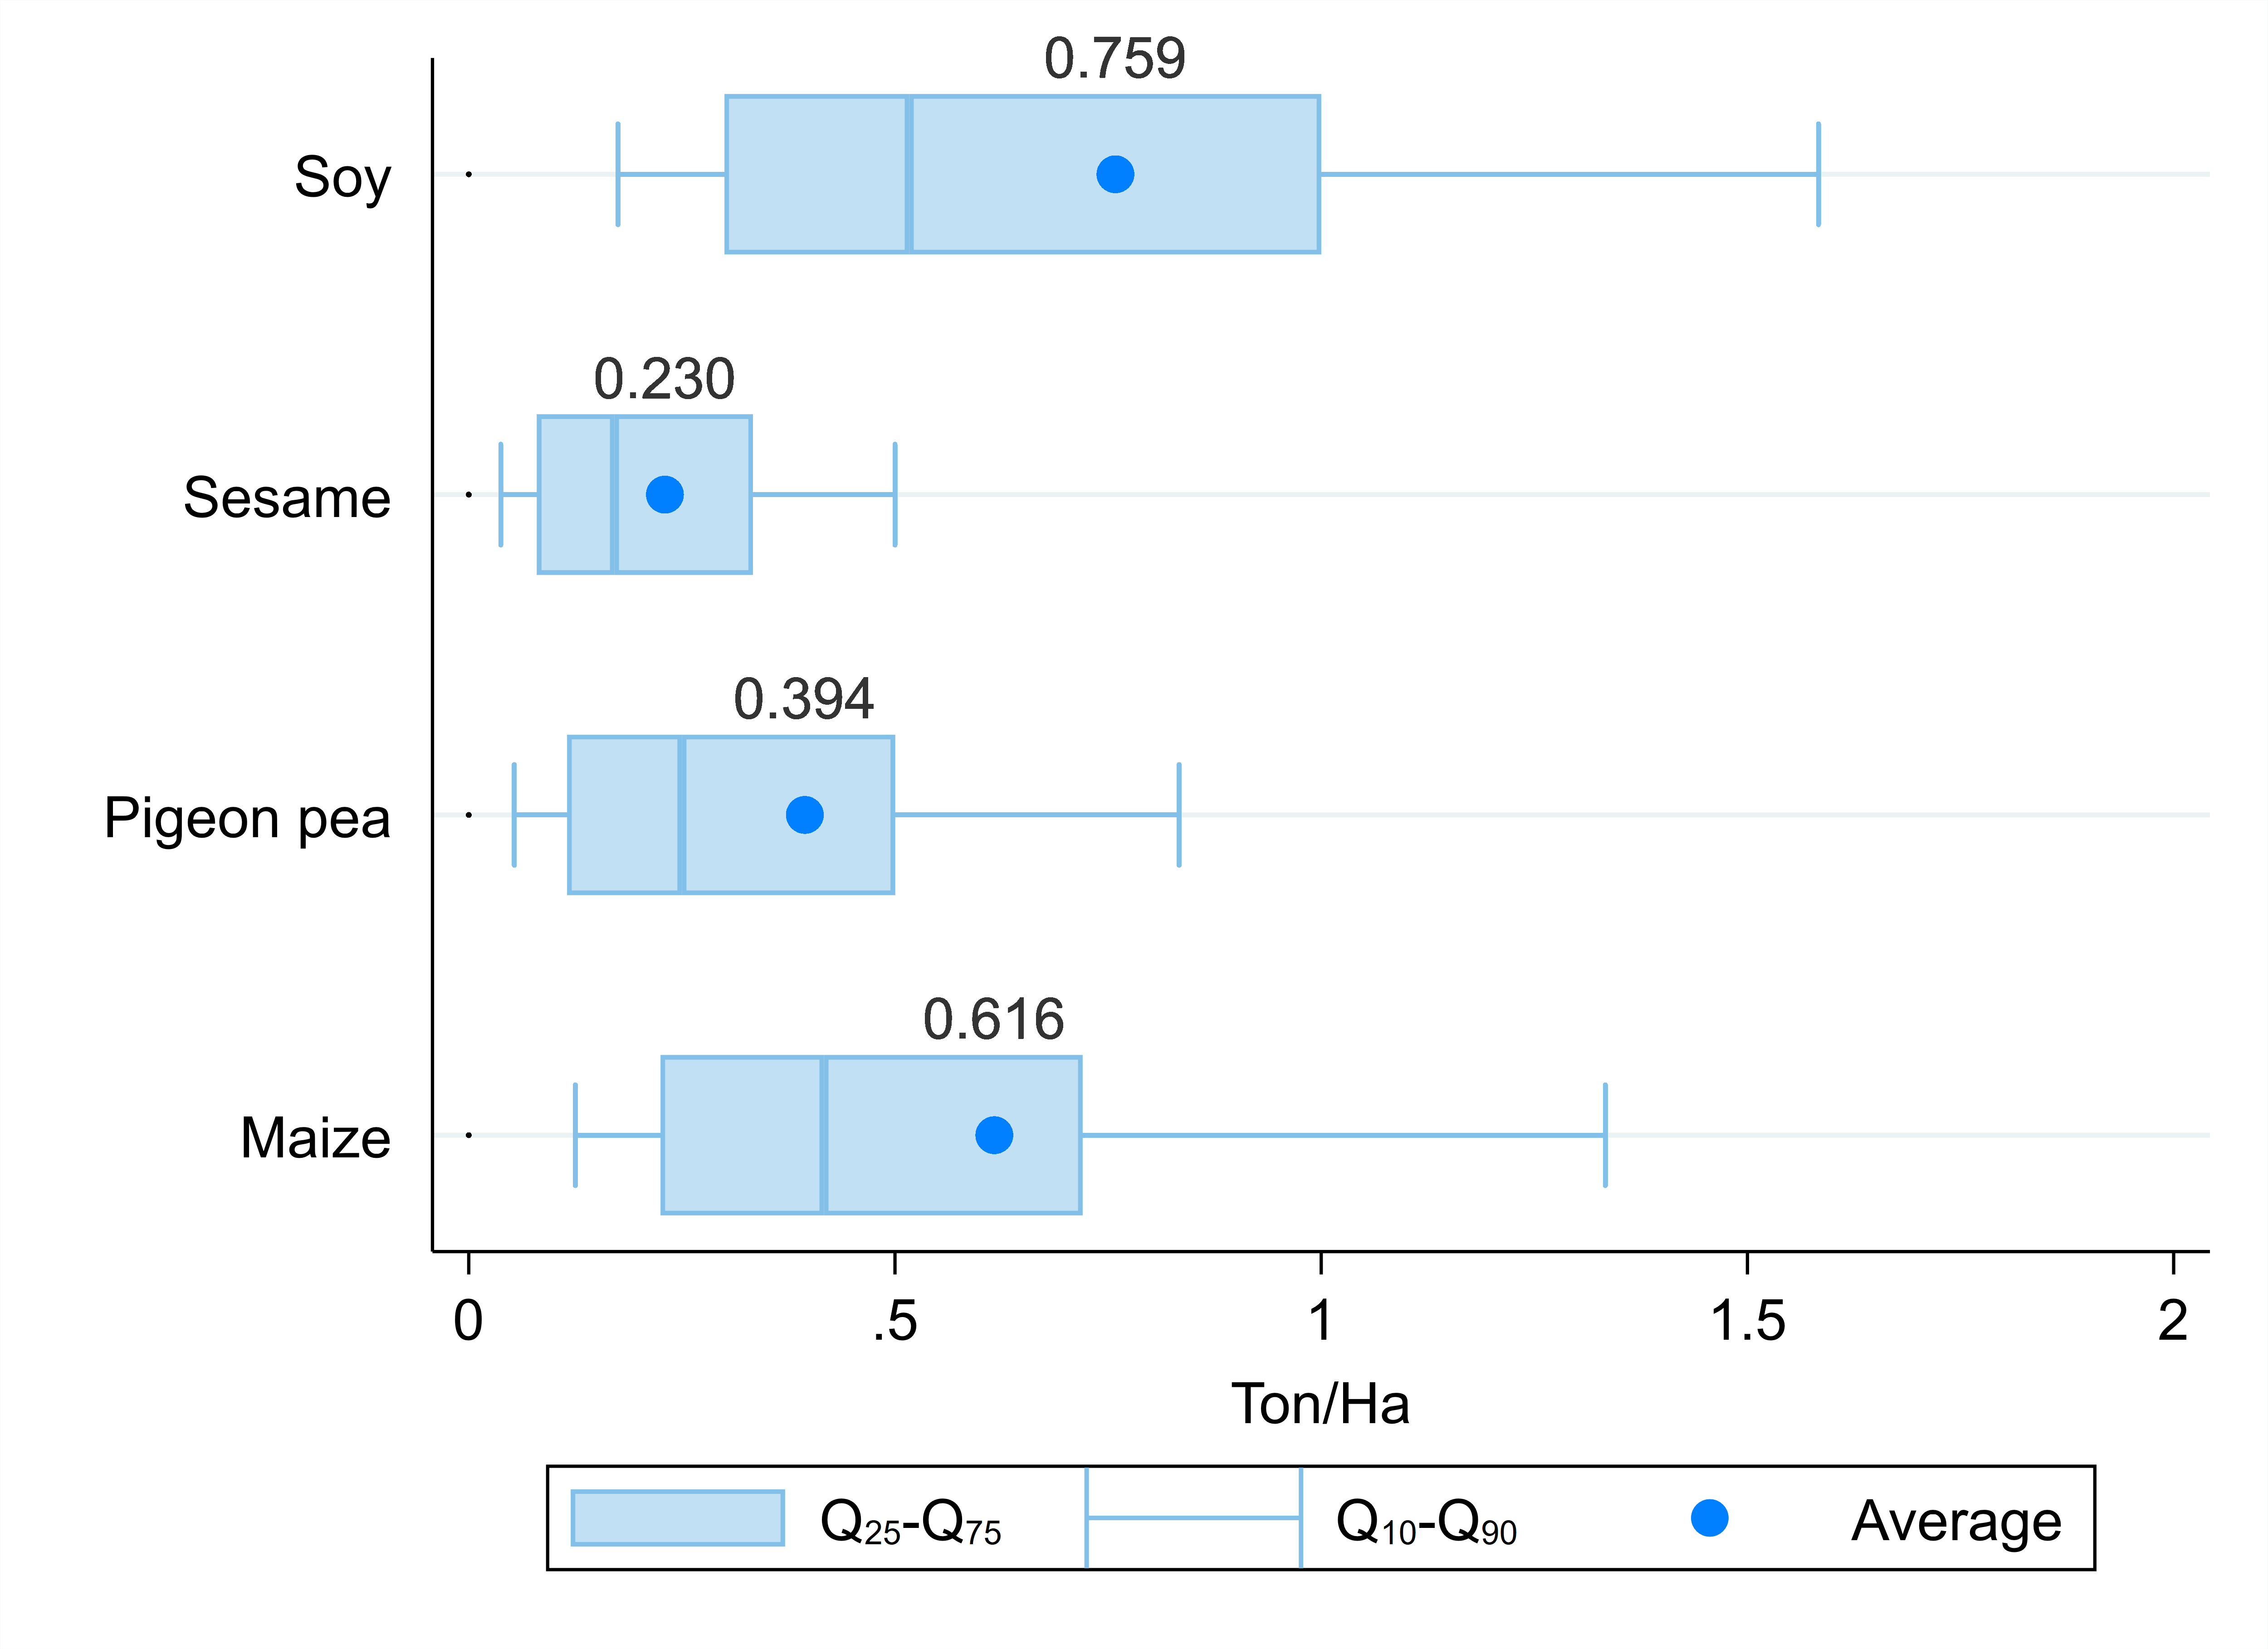 0.759
Soy
0.230
Sesame
0.394
Pigeon pea
0.616
Maize
0 .5 1 1.5 2
Ton/Ha
Q25-Q75 Q10-Q90 Average